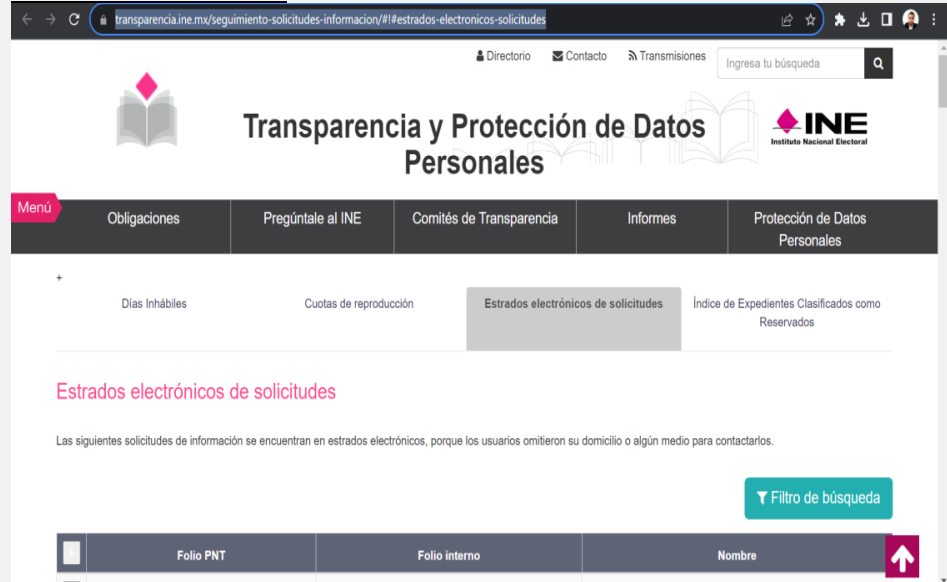 transparencia.ine.mx/seguimiento-solicitudes-informacion/#!#estrados-electronicos-solicitudes
Directorio Contacto Transmisiones Ingresa tu búsqueda
Transparencia y Protección de Datos
Personales
INE
Instituto Nacional Electoral
Menú
Obligaciones Pregúntale al INE Comités de Transparencia Informes Protección de Datos
Personales
+
Días Inhábiles Cuotas de reproducción Estrados electrónicos de solicitudes Índice de Expedientes Clasificados como
Reservados
Estrados electrónicos de solicitudes
Las siguientes solicitudes de información se encuentran en estrados electrónicos, porque los usuarios omitieron su domicilio o algún medio para contactarlos.
Filtro de búsqueda
Folio PNT Folio interno Nombre